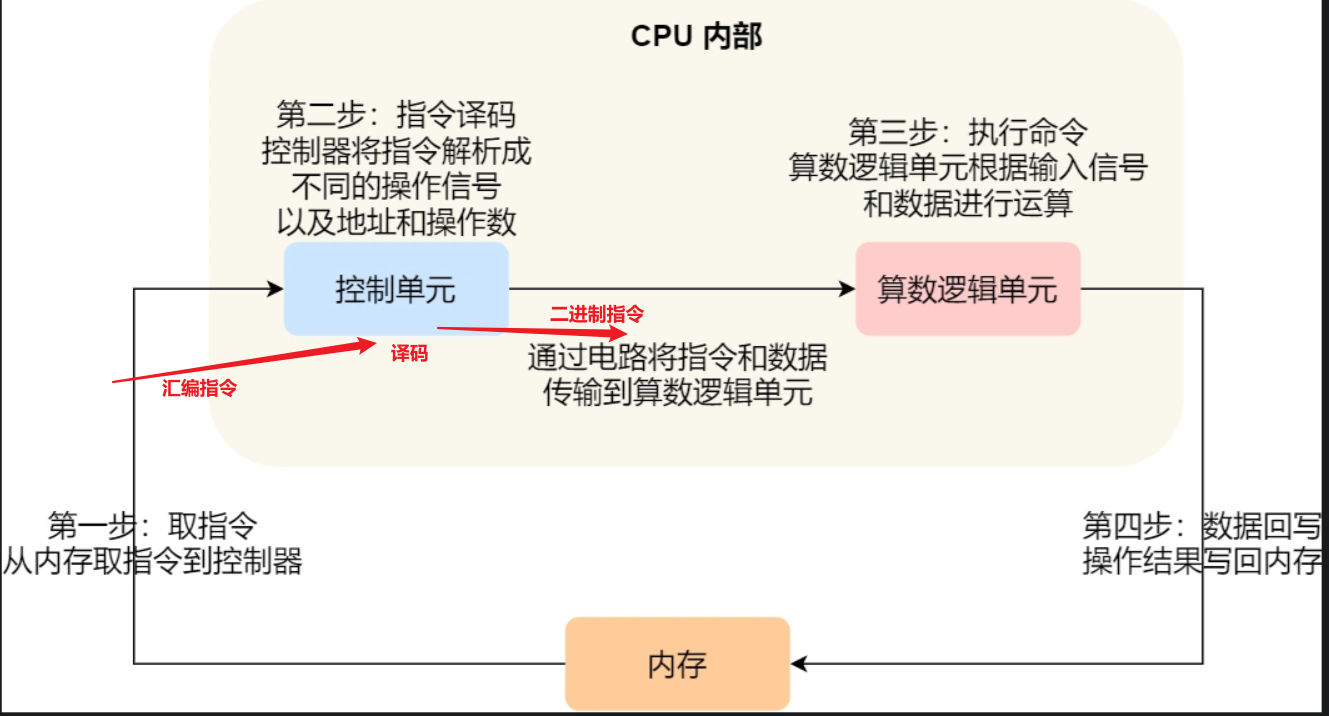 CPU 内部
第二步：指令译码
控制器将指令解析成
不同的操作信号
以及地址和操作数
第三步：执行命令
算数逻辑单元根据输入信号
和数据进行运算
控制单元
算数逻辑单元
二进制指令
译码
汇编指令
通过电路将指令和数据
传输到算数逻辑单元
第一步：取指令
从内存取指令到控制器
第四步：数据回写
操作结果写回内存
内存